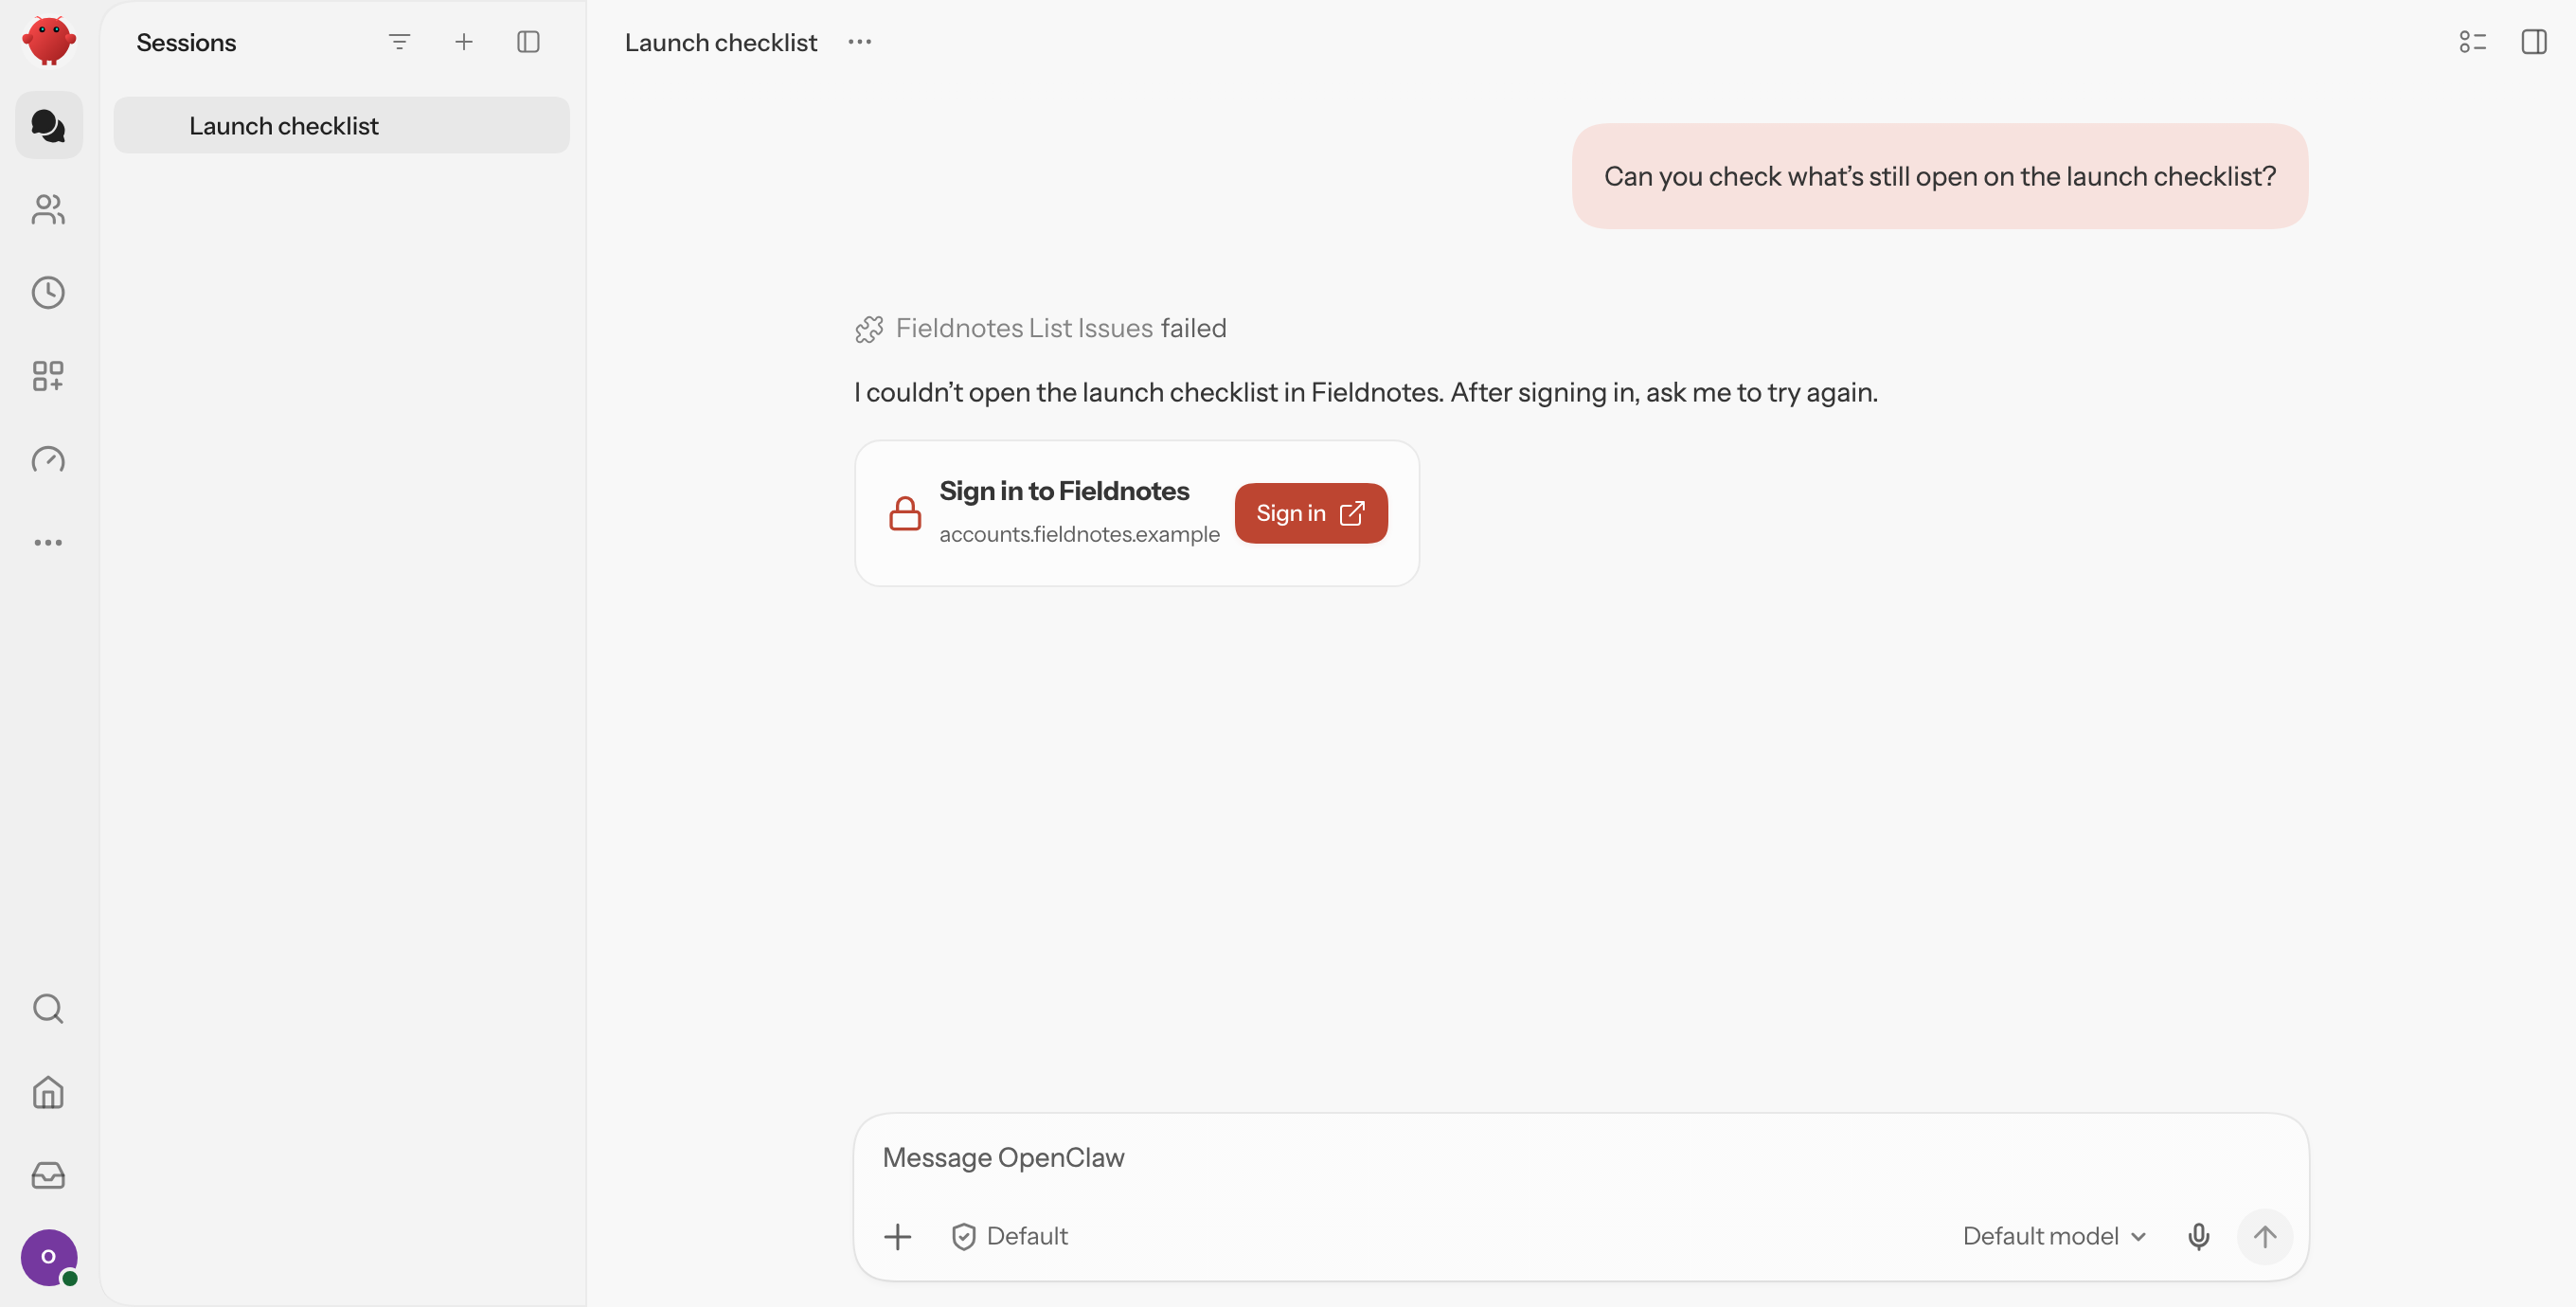 Sessions
Launch checklist
Launch checklist
Can you check what’s still open on the launch checklist?
Fieldnotes List Issues failed
I couldn’t open the launch checklist in Fieldnotes. After signing in, ask me to try again.
Sign in to Fieldnotes
accounts.fieldnotes.example
Sign in
Message OpenClaw
Default
Default model
O